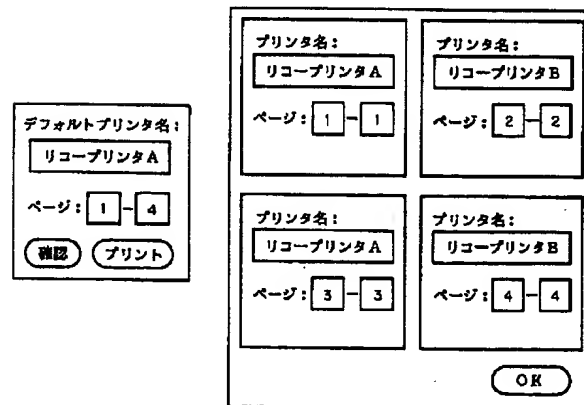 デフォルトプリンタ名:
リコープリンタA
ページ: 1 - 4
確認 プリント
プリンタ名:
リコープリンタA
ページ: 1 - 1
プリンタ名:
リコープリンタB
ページ: 2 - 2
プリンタ名:
リコープリンタA
ページ: 3 - 3
プリンタ名:
リコープリンタB
ページ: 4 - 4
OK